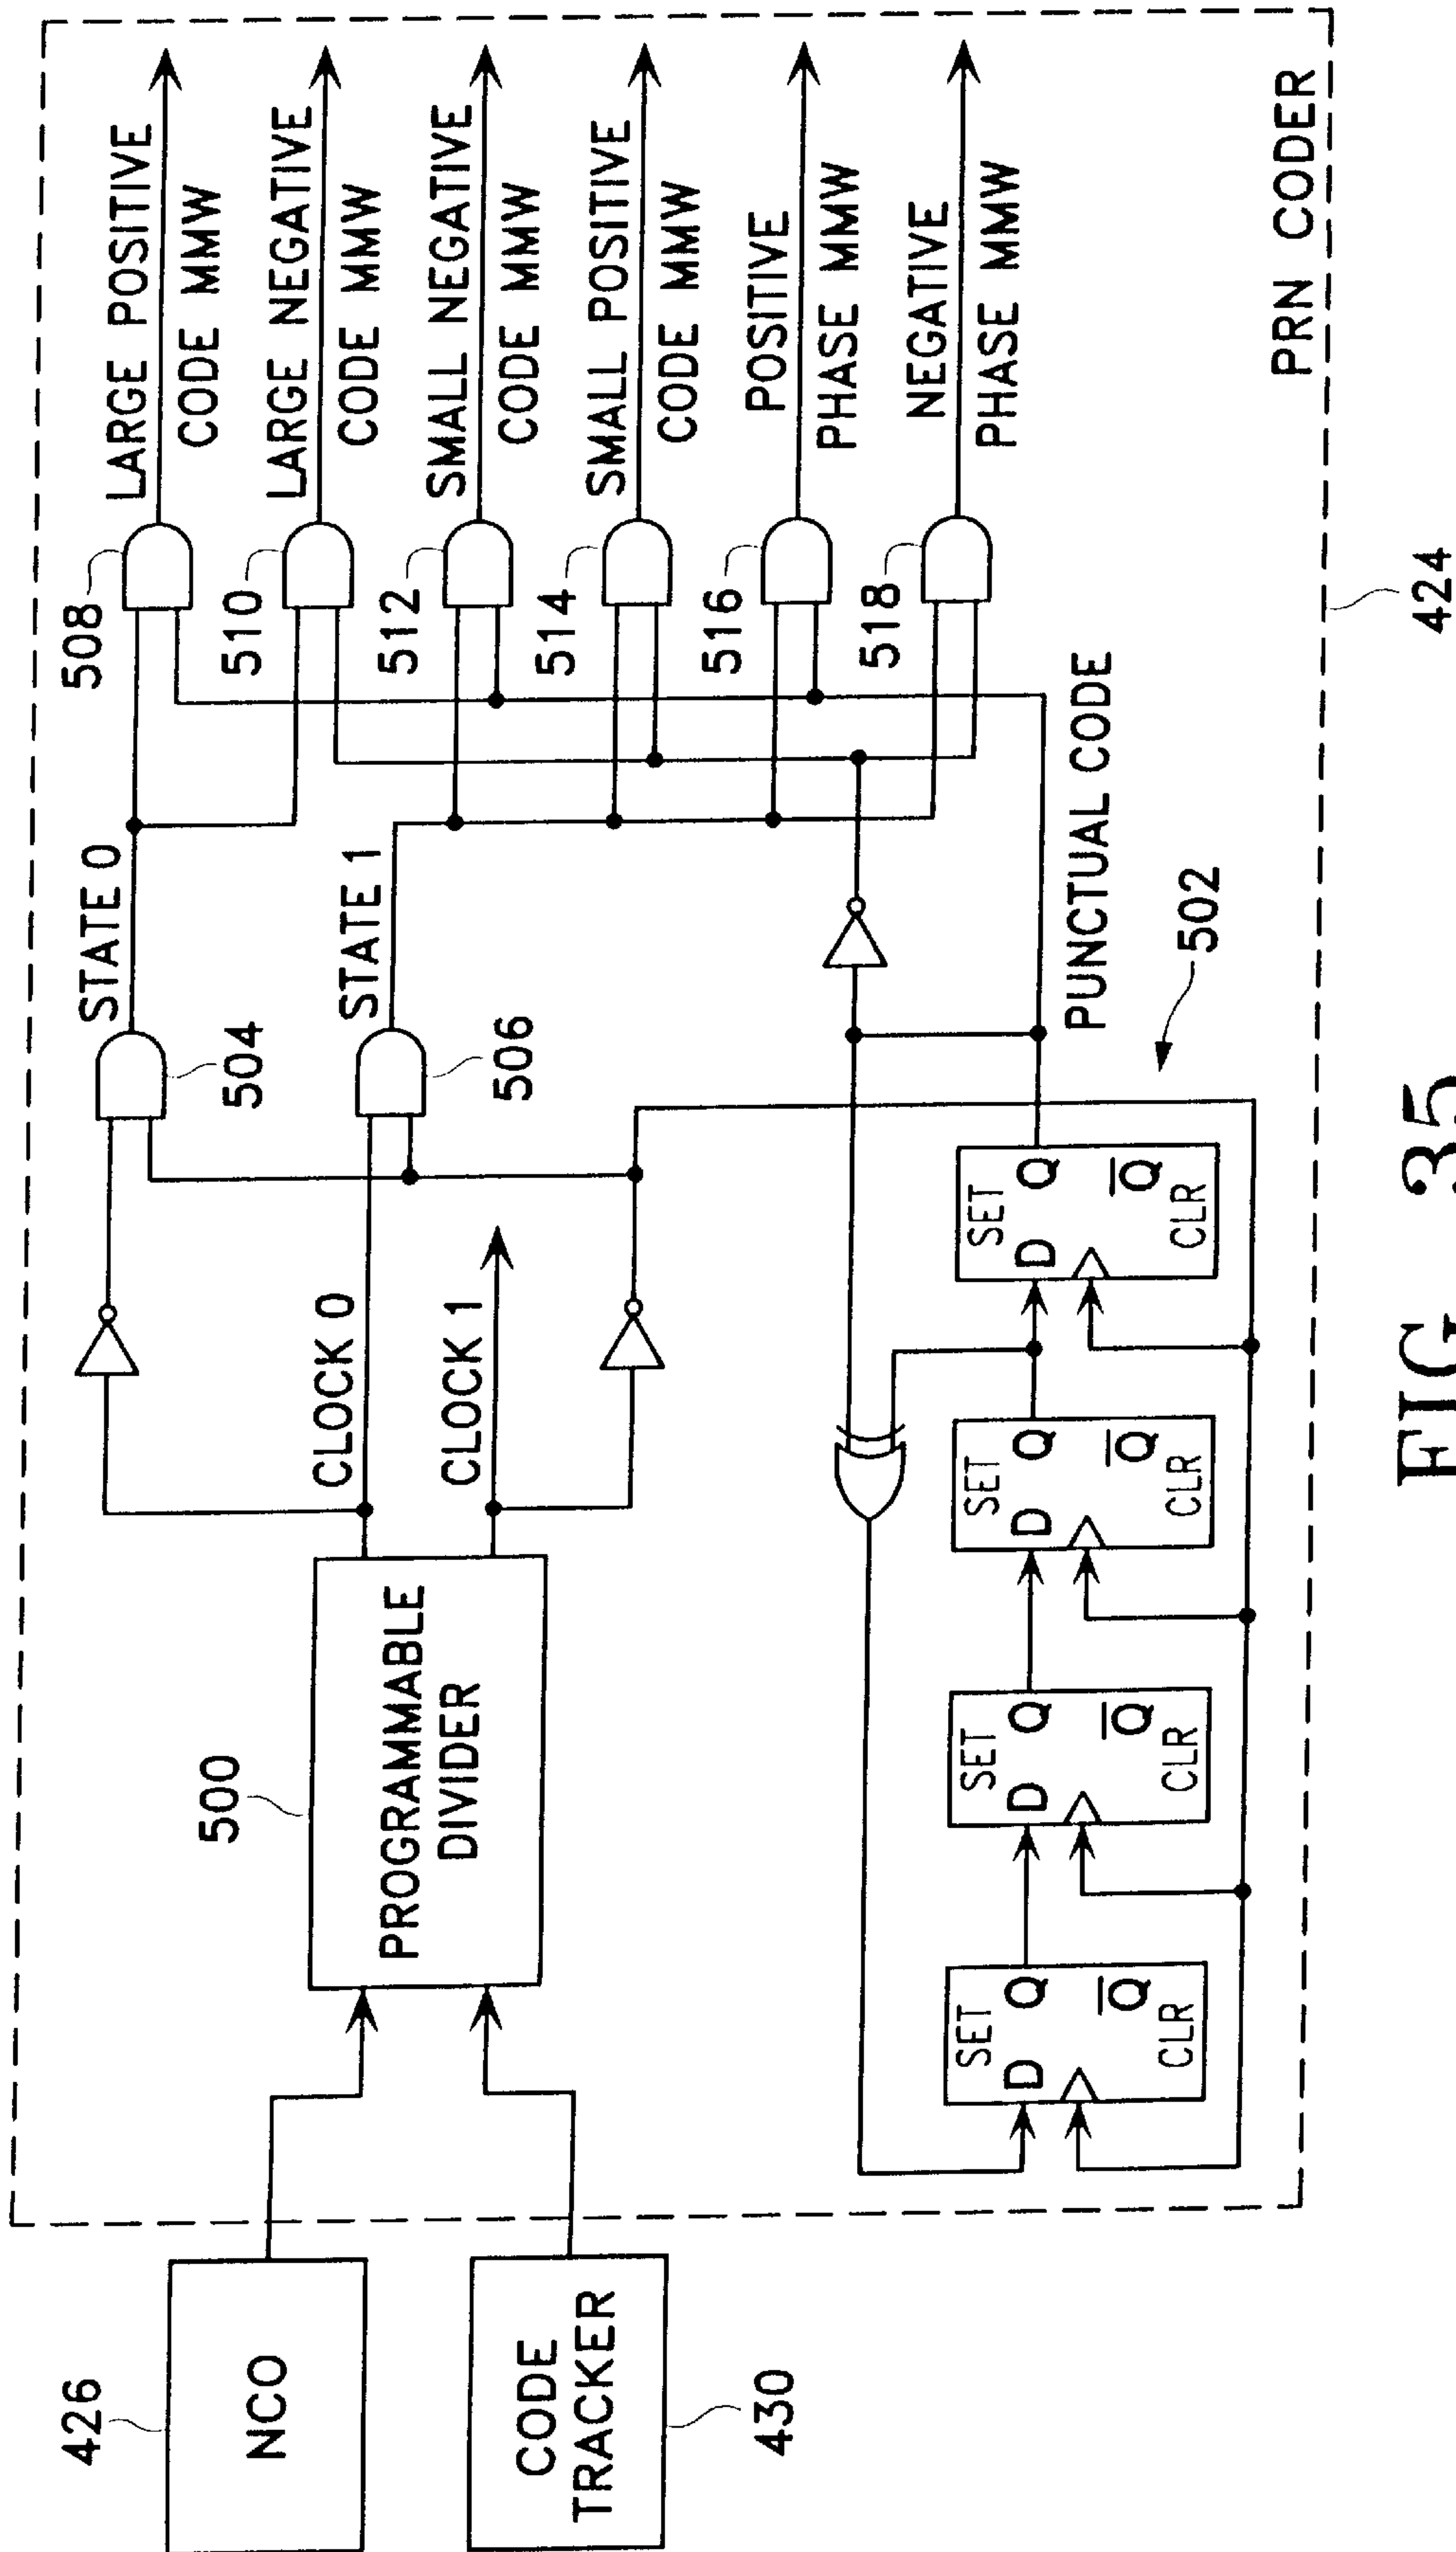 426
NCO
CODE
TRACKER
430
500
PROGRAMMABLE
DIVIDER
CLOCK 0
CLOCK 1
504
506
STATE 0
STATE 1
508
510
512
514
516
518
LARGE POSITIVE
CODE MMW
LARGE NEGATIVE
CODE MMW
SMALL NEGATIVE
CODE MMW
SMALL POSITIVE
CODE MMW
POSITIVE
PHASE MMW
NEGATIVE
PHASE MMW
SET
D Q
Q̅
CLR
SET
D Q
Q̅
CLR
SET
D Q
Q̅
CLR
SET
D Q
Q̅
CLR
PUNCTUAL CODE
502
PRN CODER
424
FIG. 35